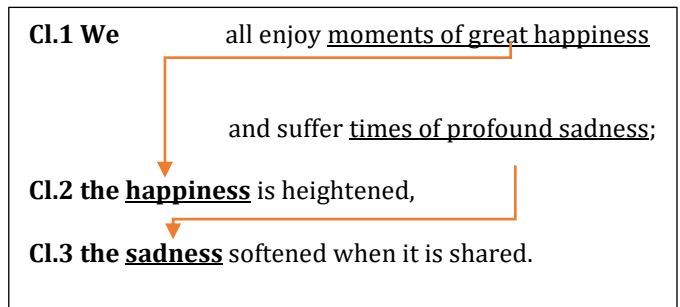 Cl.1 We all enjoy moments of great happiness
and suffer times of profound sadness;
Cl.2 the happiness is heightened,
Cl.3 the sadness softened when it is shared.